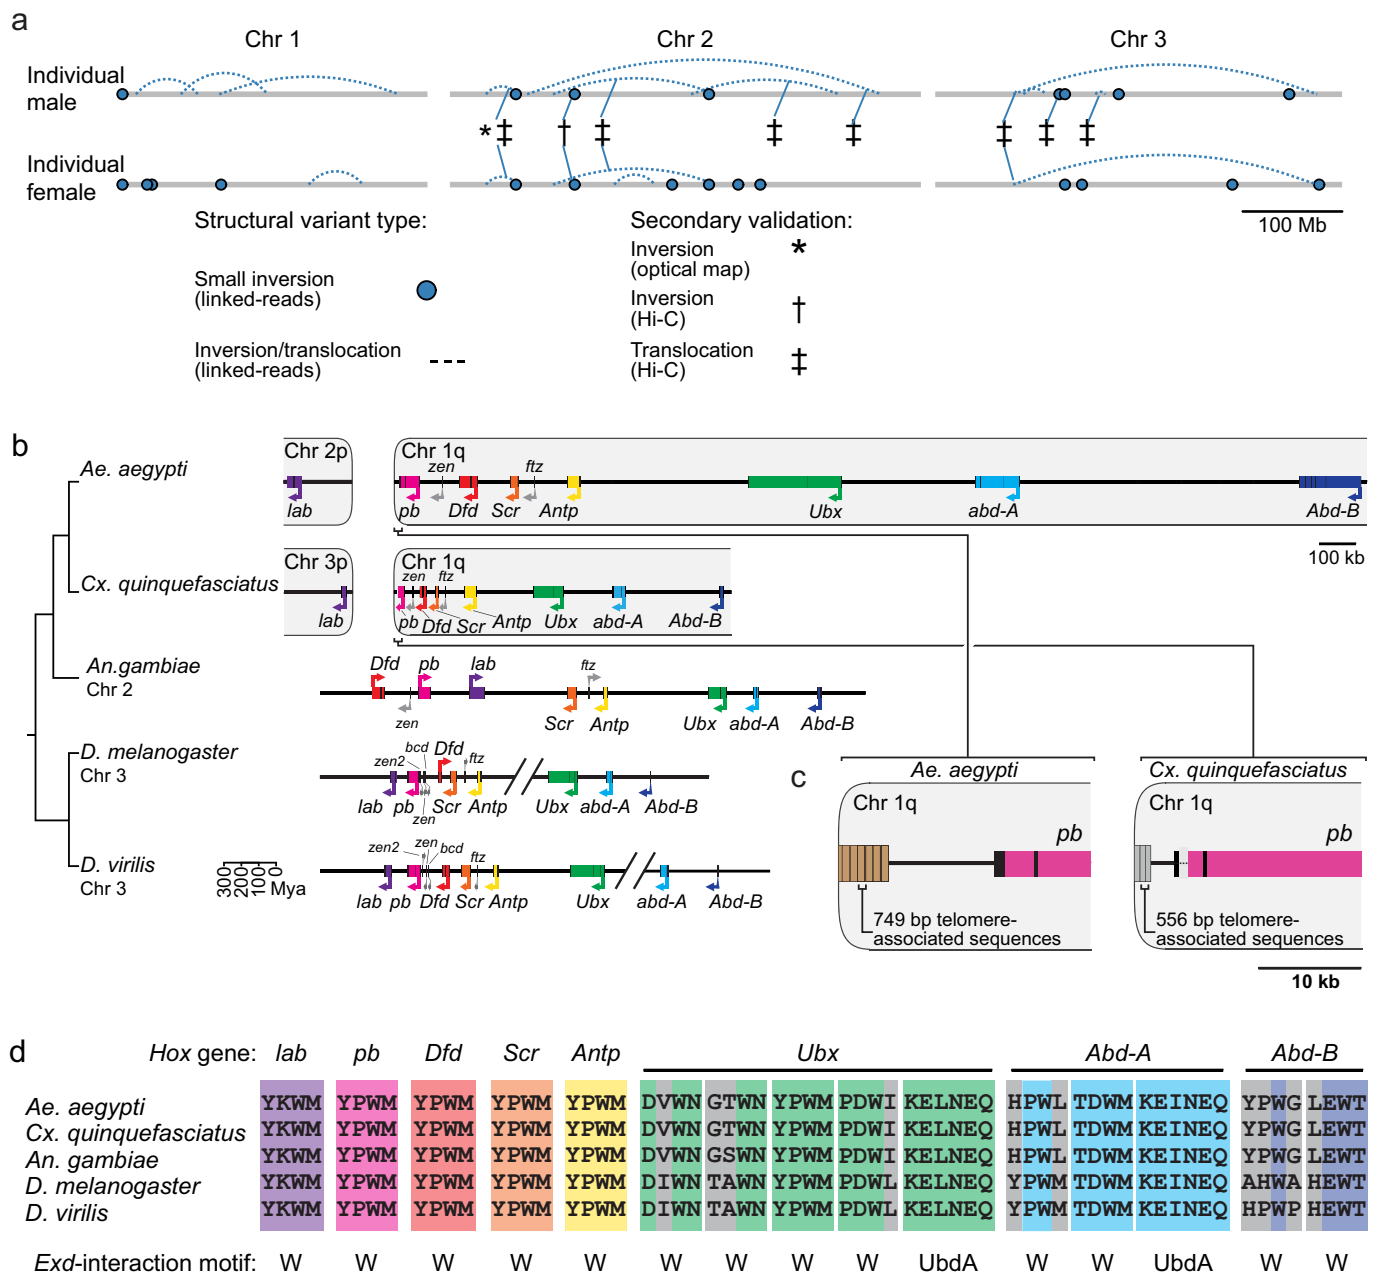 a
Chr 1
Chr 2
Chr 3
Individual
male
* ‡ † ‡ ‡ ‡ ‡ ‡ ‡
Individual
female
100 Mb
Structural variant type:
Small inversion
(linked-reads)
Inversion/translocation
(linked-reads)
Secondary validation:
Inversion
(optical map)
*
Inversion
(Hi-C)
†
Translocation
(Hi-C)
‡
b
Ae. aegypti
Chr 2p
lab
Chr 1q
zen
ftz
pb Dfd Scr Antp Ubx abd-A Abd-B
100 kb
Cx. quinquefasciatus
Chr 3p
lab
Chr 1q
zen ftz
pb Dfd Scr Antp Ubx abd-A Abd-B
An.gambiae
Chr 2
Dfd pb lab ftz
zen Scr Antp Ubx abd-A Abd-B
D. melanogaster
Chr 3
zen2 bcd Dfd ftz
lab pb Scr Antp Ubx abd-A Abd-B
zen
D. virilis
Chr 3
300 200 100 0 Mya
zen2 zen bcd ftz
lab pb Dfd Scr Antp Ubx abd-A Abd-B
c
Ae. aegypti
Chr 1q
pb
749 bp telomere-
associated sequences
Cx. quinquefasciatus
Chr 1q
pb
556 bp telomere-
associated sequences
10 kb
d
Hox gene: lab pb Dfd Scr Antp Ubx Abd-A Abd-B
Ae. aegypti YKWM YPWM YPWM YPWM YPWM DVWN GTWN YPWM PDWI KELNEQ HPWL TDWM KEINEQ YPWG LEWT
Cx. quinquefasciatus YKWM YPWM YPWM YPWM YPWM DVWN GTWN YPWM PDWI KELNEQ HPWL TDWM KEINEQ YPWG LEWT
An. gambiae YKWM YPWM YPWM YPWM YPWM DVWN GSWN YPWM PDWI KELNEQ HPWL TDWM KEINEQ YPWG LEWT
D. melanogaster YKWM YPWM YPWM YPWM YPWM DIWN TAWN YPWM PDWL KELNEQ YPWM TDWM KEINEQ AHWA HEWT
D. virilis YKWM YPWM YPWM YPWM YPWM DIWN TAWN YPWM PDWL KELNEQ YPWM TDWM KEINEQ HPWP HEWT
Exd-interaction motif: W W W W W W W W W UbdA W W UbdA W W